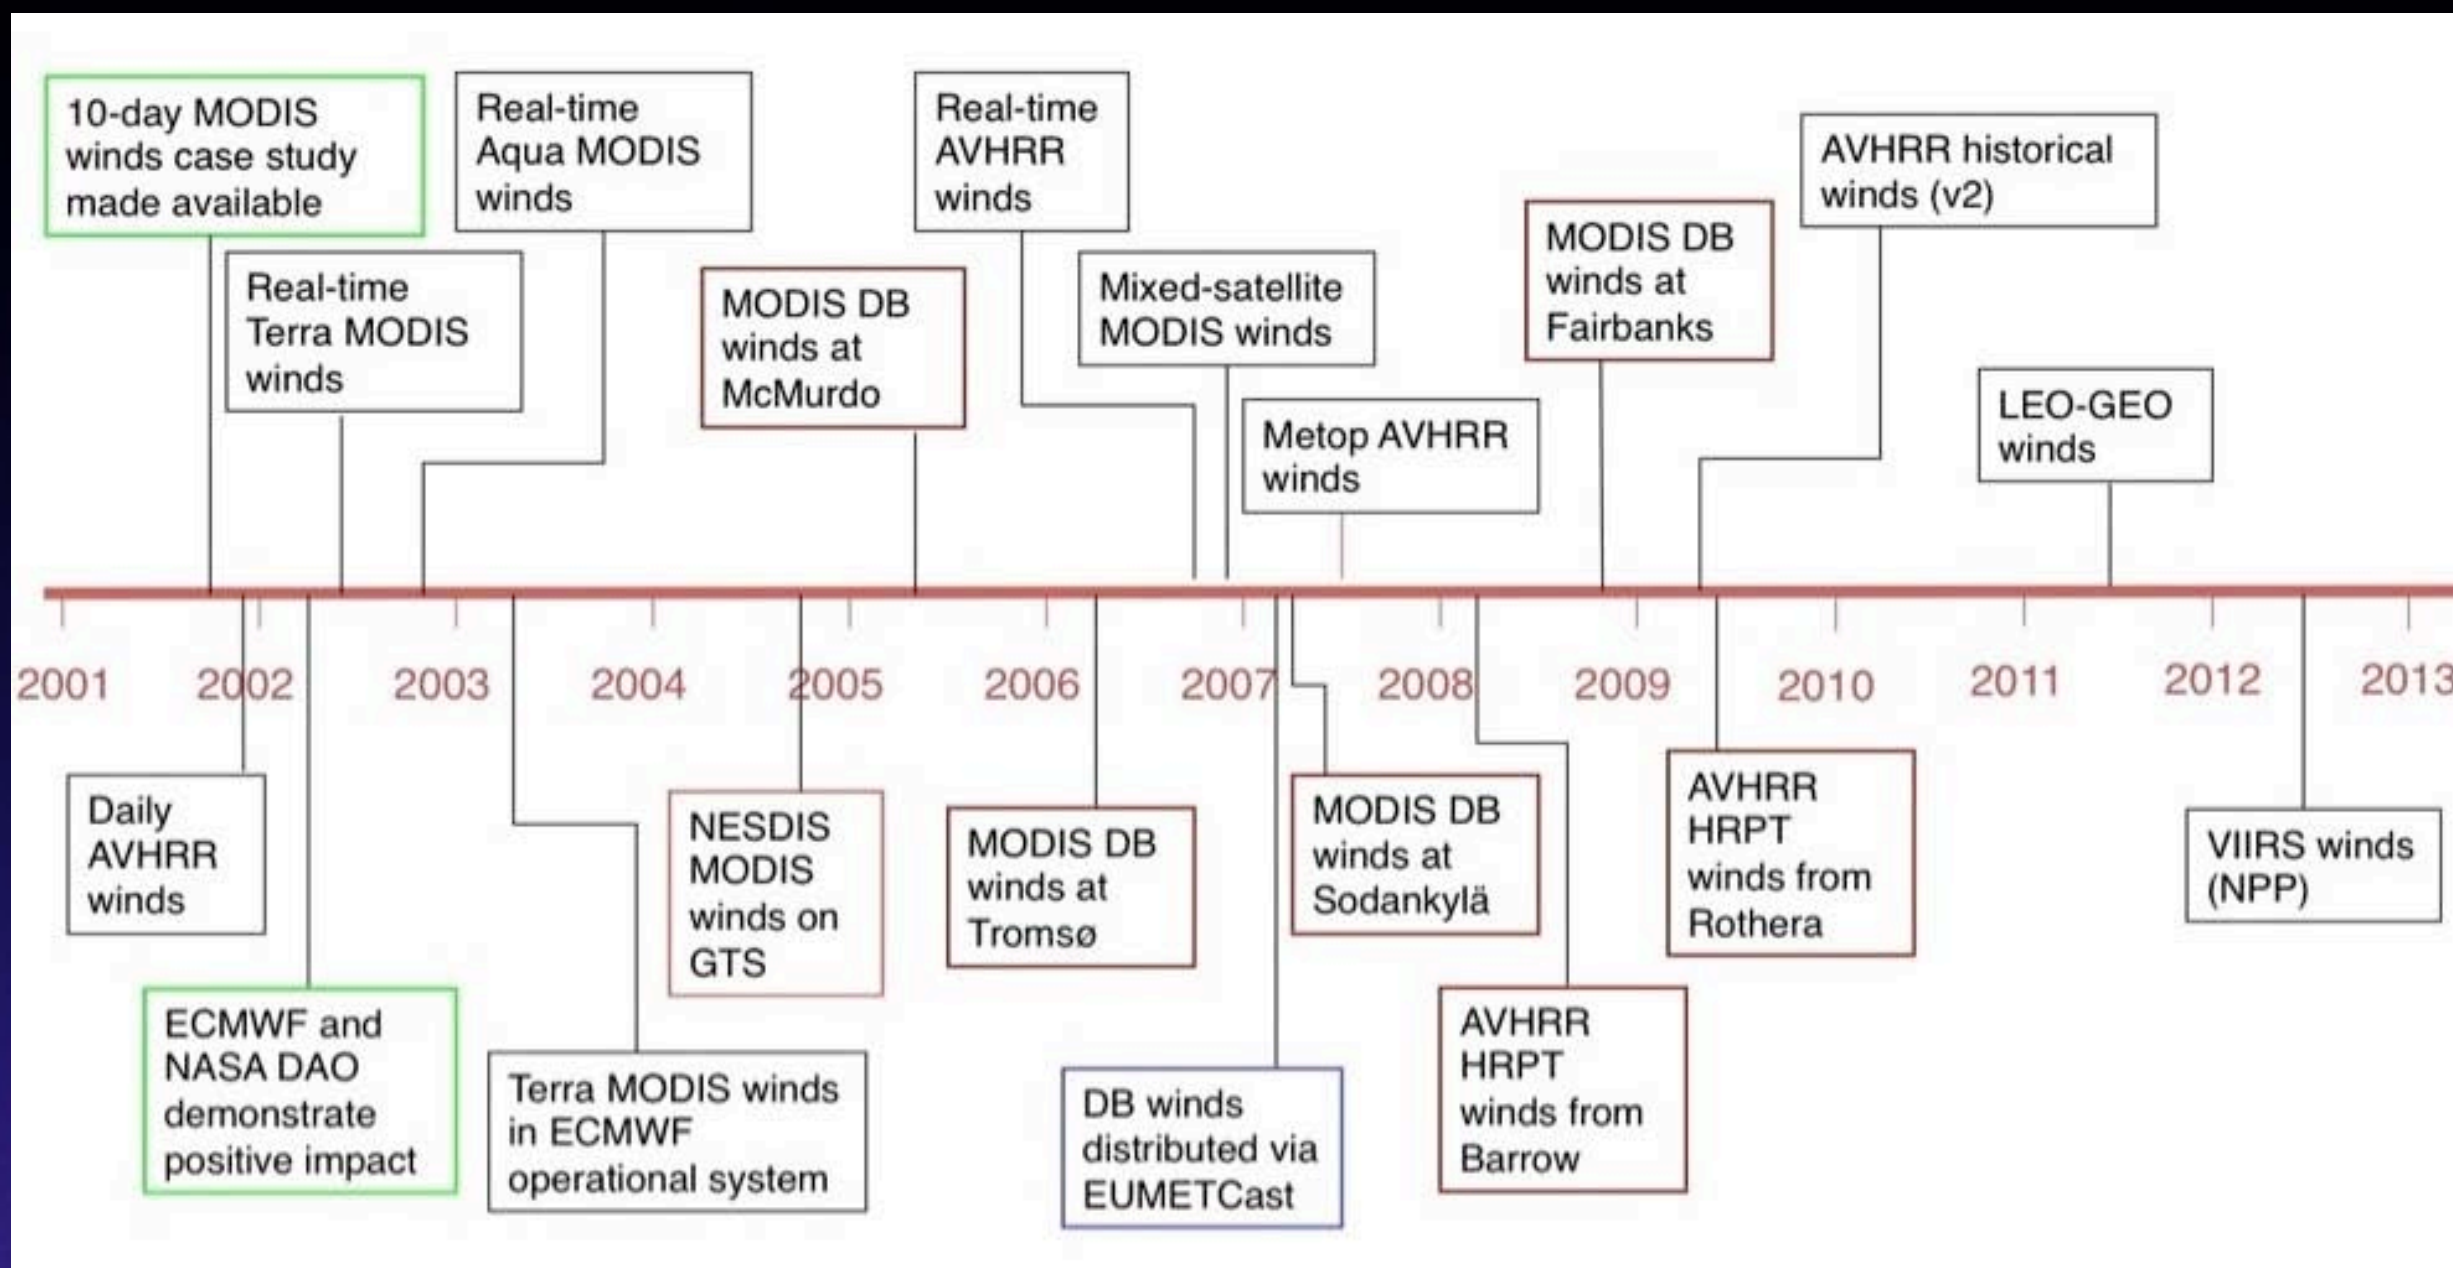 10-day MODIS
winds case study
made available
Real-time
Aqua MODIS
winds
Real-time
AVHRR
winds
AVHRR historical
winds (v2)
MODIS DB
winds at
Fairbanks
Real-time
Terra MODIS
winds
MODIS DB
winds at
McMurdo
Mixed-satellite
MODIS winds
Metop AVHRR
winds
LEO-GEO
winds
2001 2002 2003 2004 2005 2006 2007 2008 2009 2010 2011 2012 2013
Daily
AVHRR
winds
NESDIS
MODIS
winds on
GTS
MODIS DB
winds at
Tromsø
MODIS DB
winds at
Sodankylä
AVHRR
HRPT
winds from
Rothera
VIIRS winds
(NPP)
ECMWF and
NASA DAO
demonstrate
positive impact
Terra MODIS winds
in ECMWF
operational system
DB winds
distributed via
EUMETCast
AVHRR
HRPT
winds from
Barrow